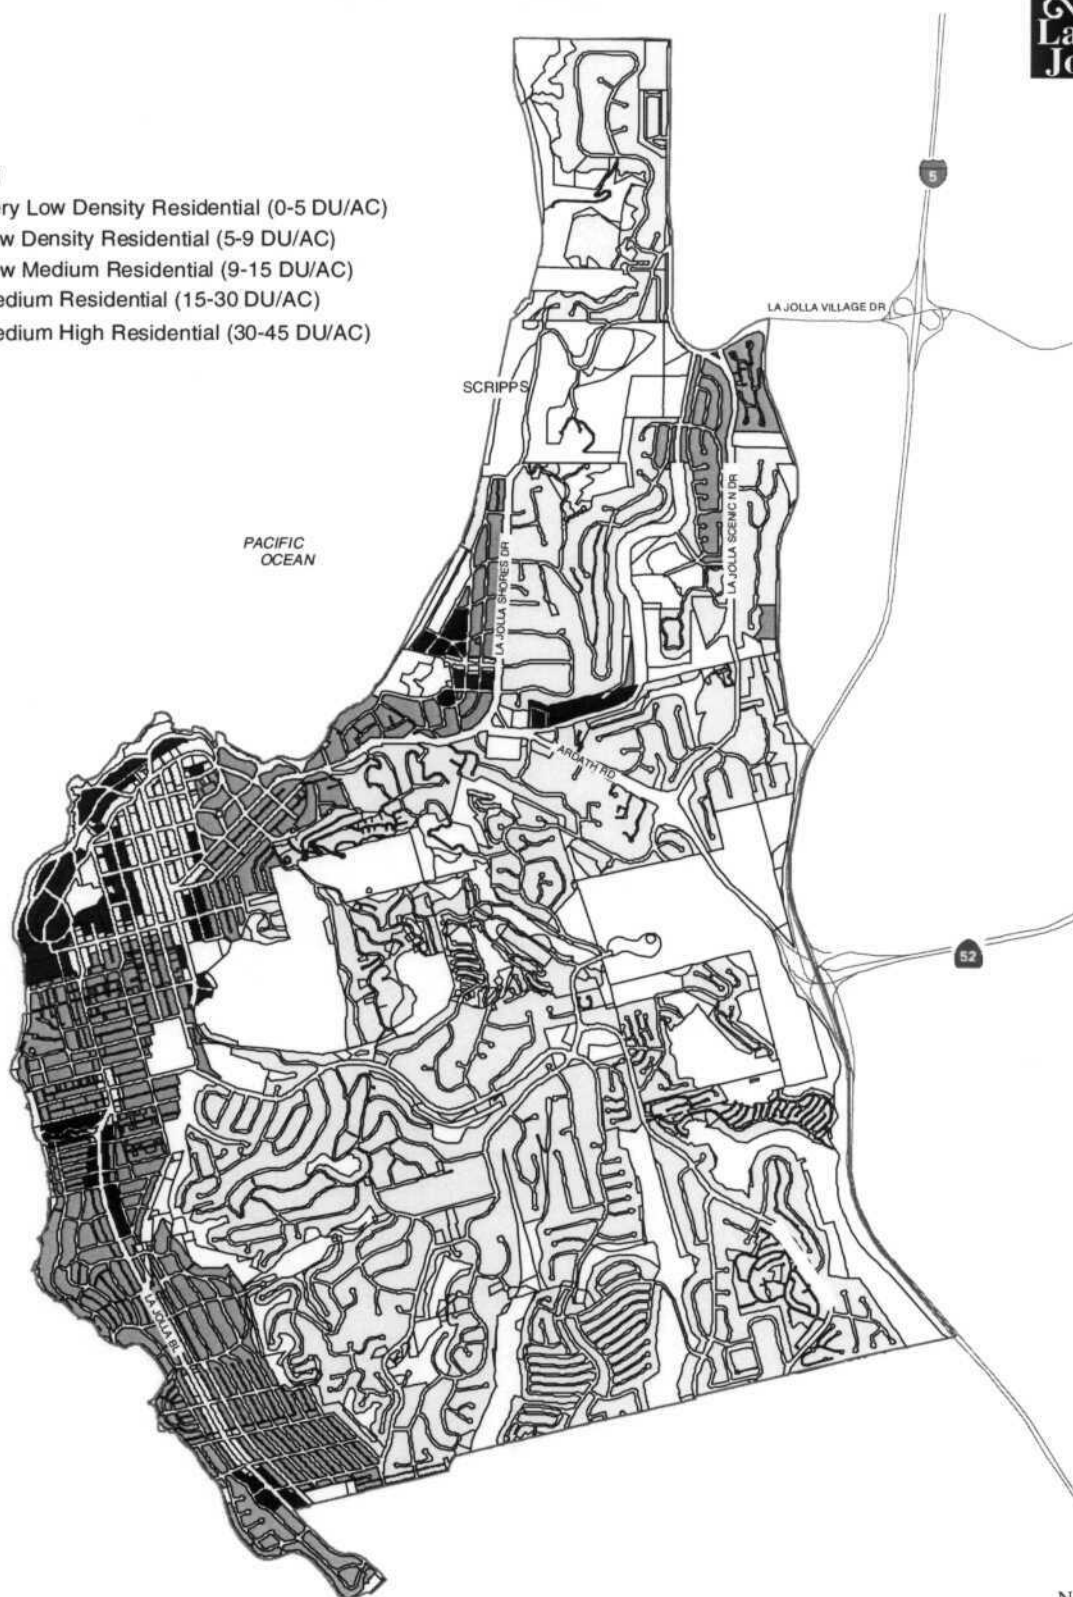 La
Jo
5
ry Low Density Residential (0-5 DU/AC)
w Density Residential (5-9 DU/AC)
w Medium Residential (9-15 DU/AC)
edium Residential (15-30 DU/AC)
edium High Residential (30-45 DU/AC)
LA JOLLA VILLAGE DR
SCRIPPS
LA JOLLA SCENIC N DR
PACIFIC
OCEAN
LA JOLLA SHORES DR
ARDATH RD
52
LA JOLLA BL
N